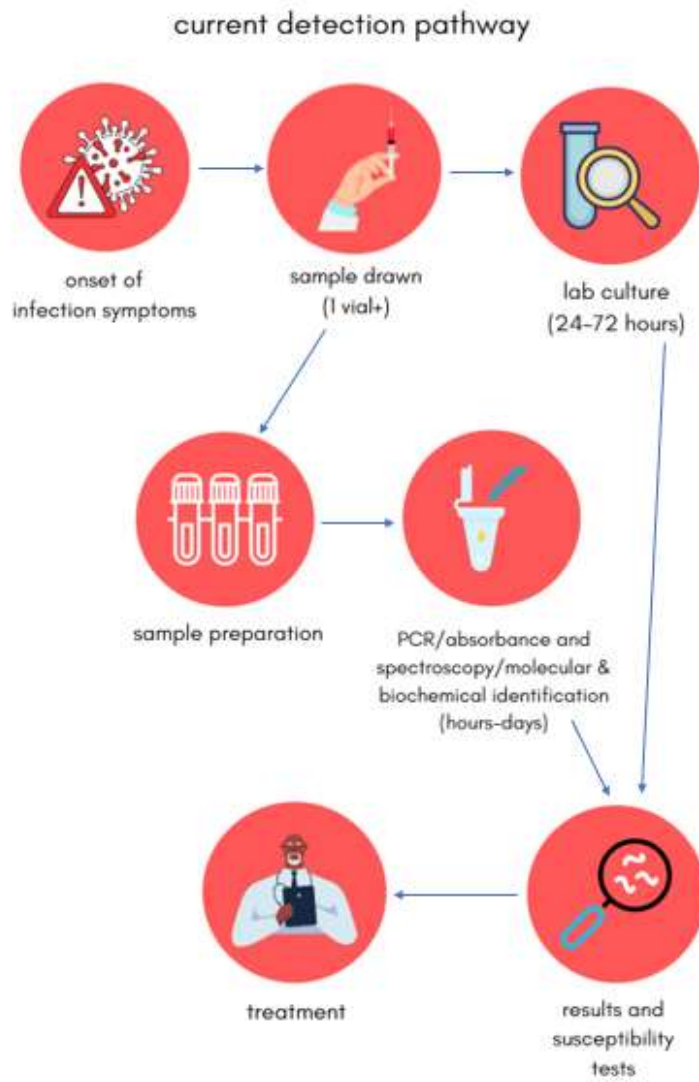 current detection pathway
onset of
infection symptoms
sample drawn
(1 vial+)
lab culture
(24-72 hours)
sample preparation
PCR/absorbance and
spectroscopy/molecular &
biochemical identification
(hours-days)
treatment
results and
susceptibility
tests